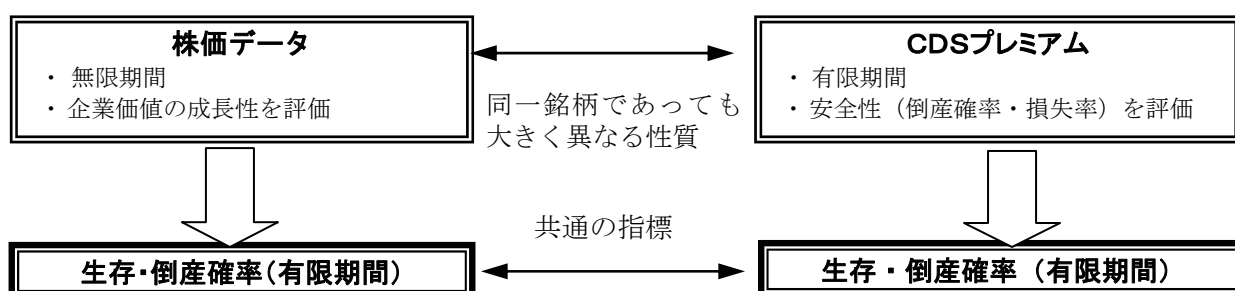 株価データ
・ 無限期間
・ 企業価値の成長性を評価
同一銘柄であっても
大きく異なる性質
CDSプレミアム
・ 有限期間
・ 安全性（倒産確率・損失率）を評価
共通の指標
生存・倒産確率（有限期間）
生存・倒産確率（有限期間）